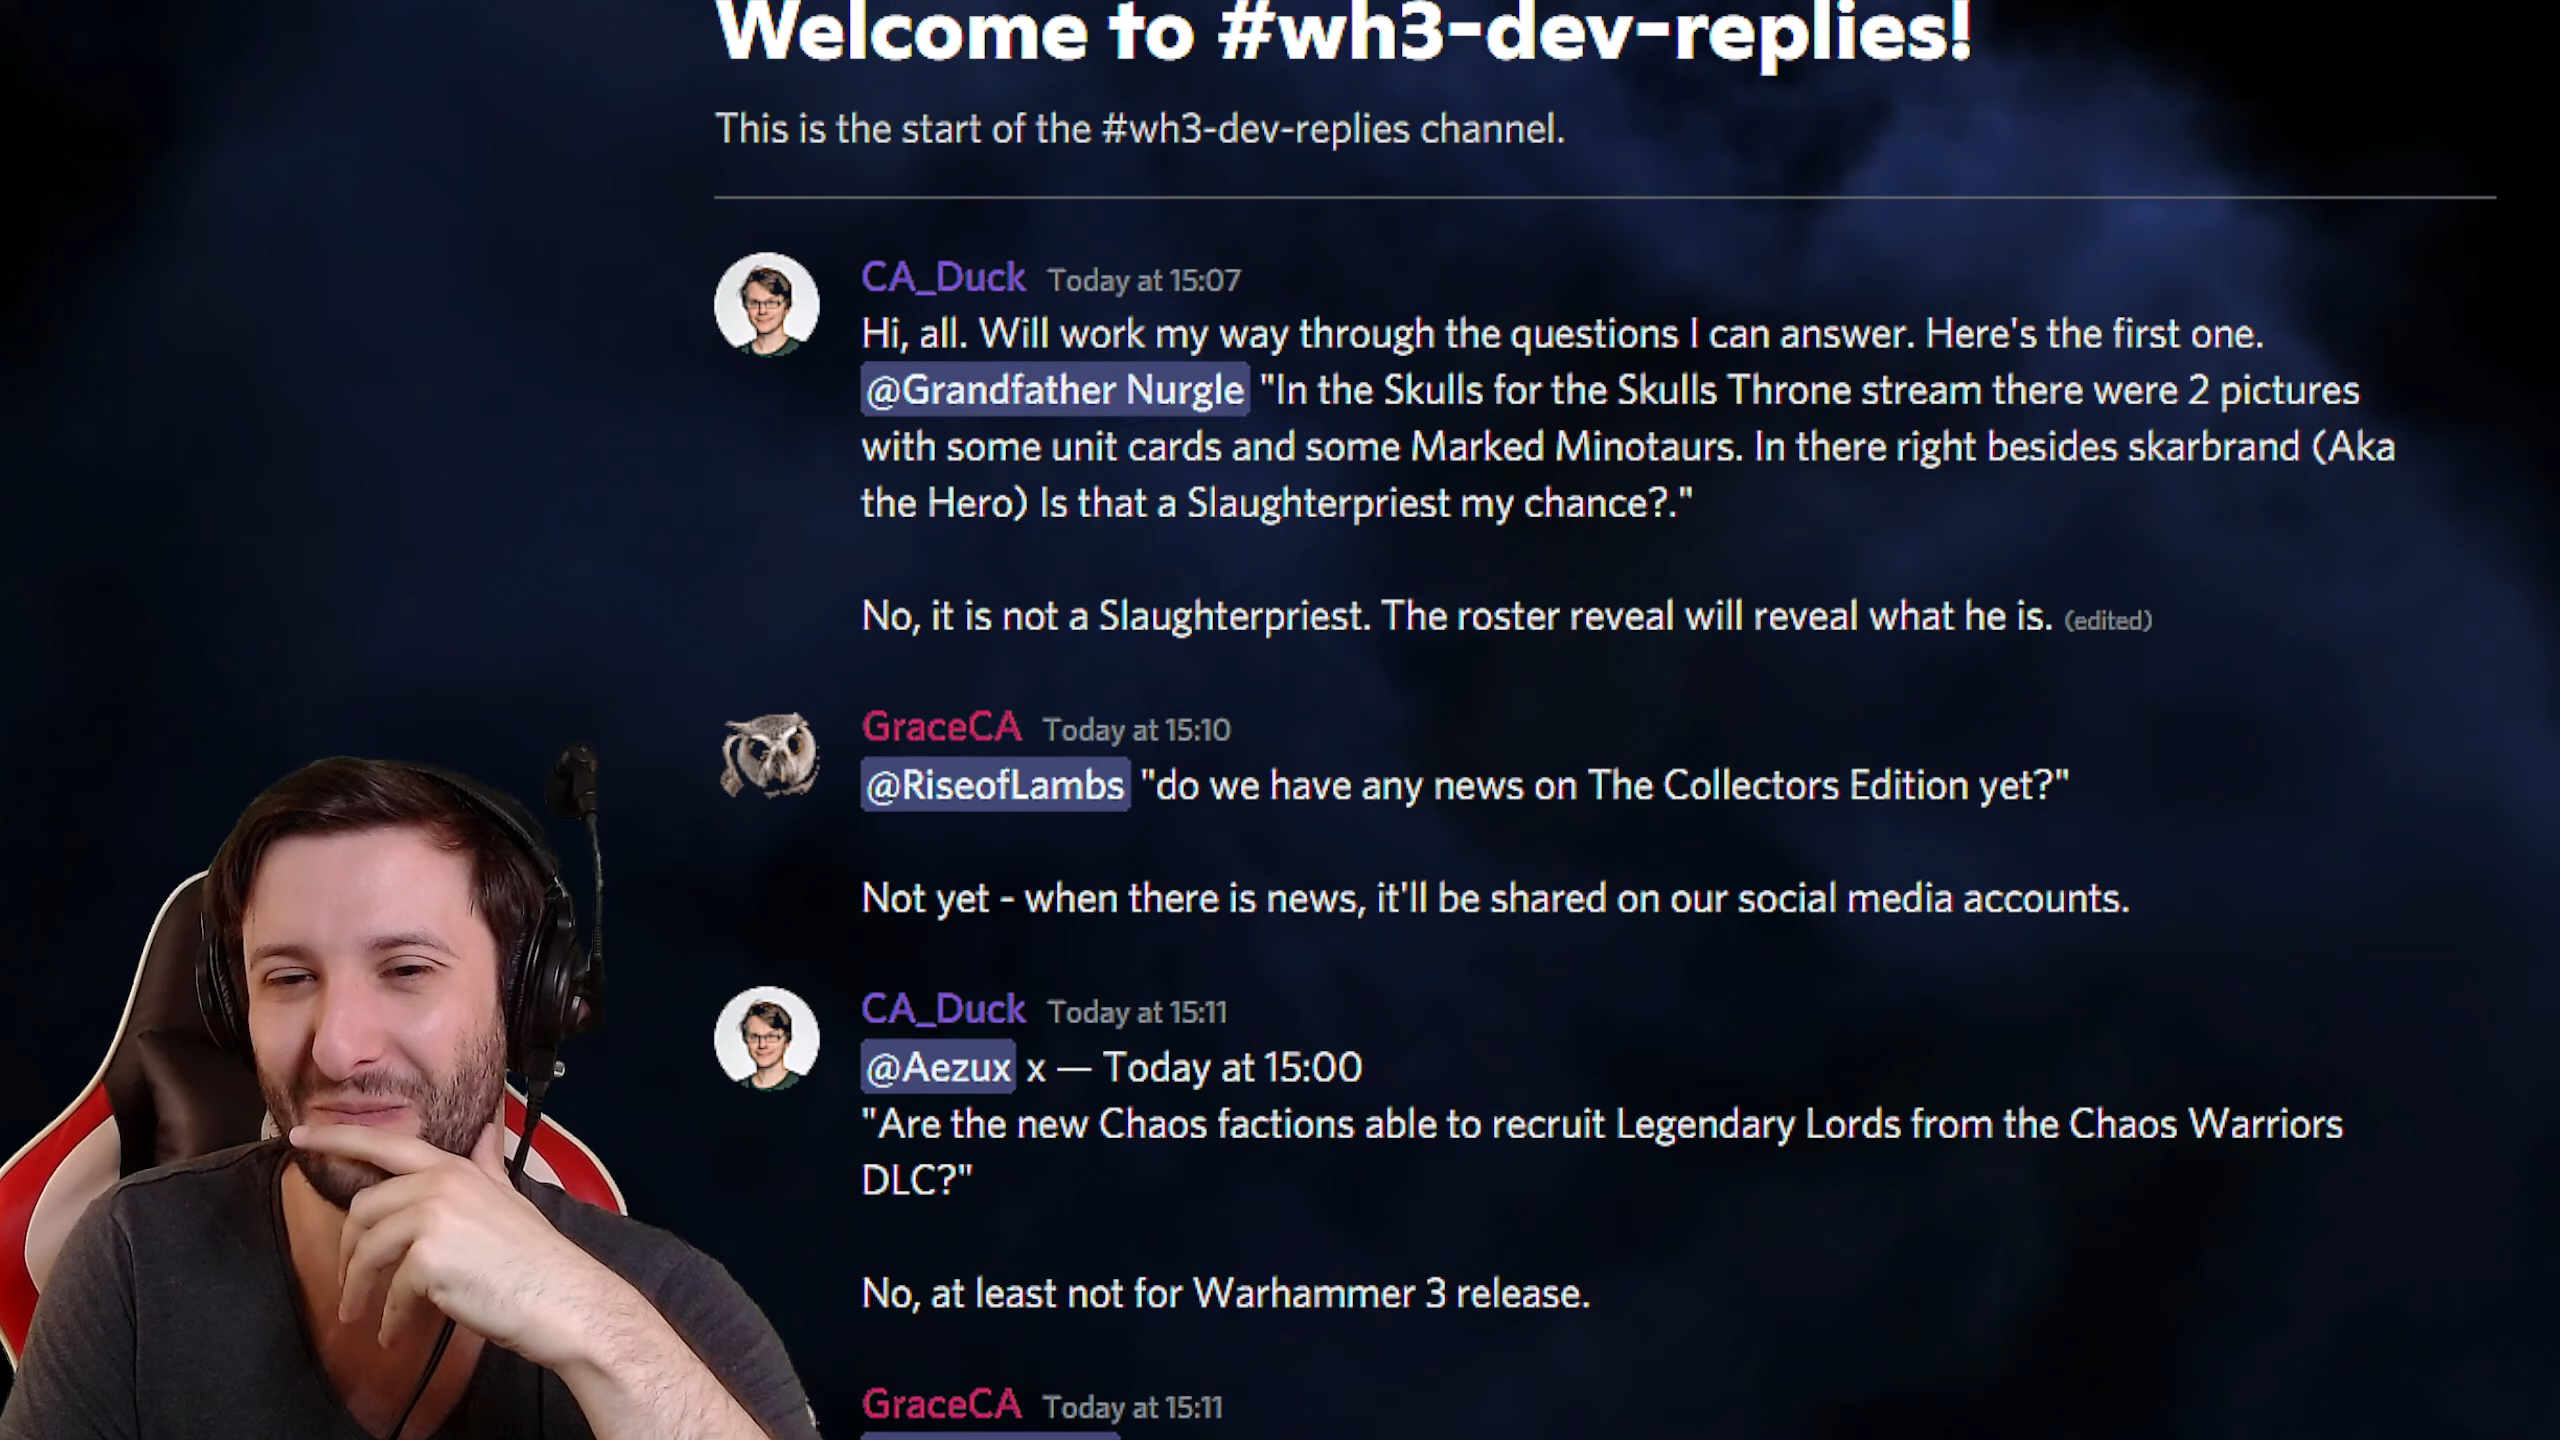 Welcome to #wh3-dev-replies!
This is the start of the #wh3-dev-replies channel.
CA_Duck Today at 15:07
Hi, all. Will work my way through the questions I can answer. Here's the first one.
@Grandfather Nurgle "In the Skulls for the Skulls Throne stream there were 2 pictures
with some unit cards and some Marked Minotaurs. In there right besides skarbrand (Aka
the Hero) Is that a Slaughterpriest my chance?."
No, it is not a Slaughterpriest. The roster reveal will reveal what he is. (edited)
GraceCA Today at 15:10
@RiseofLambs "do we have any news on The Collectors Edition yet?"
Not yet - when there is news, it'll be shared on our social media accounts.
CA_Duck Today at 15:11
@Aezux x — Today at 15:00
"Are the new Chaos factions able to recruit Legendary Lords from the Chaos Warriors
DLC?"
No, at least not for Warhammer 3 release.
GraceCA Today at 15:11